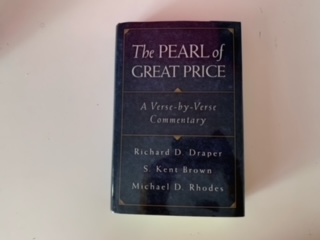 The PEARL of
GREAT PRICE
A Verse-by-Verse
Commentary
Richard D. Draper
S. Kent Brown
Michael D. Rhodes